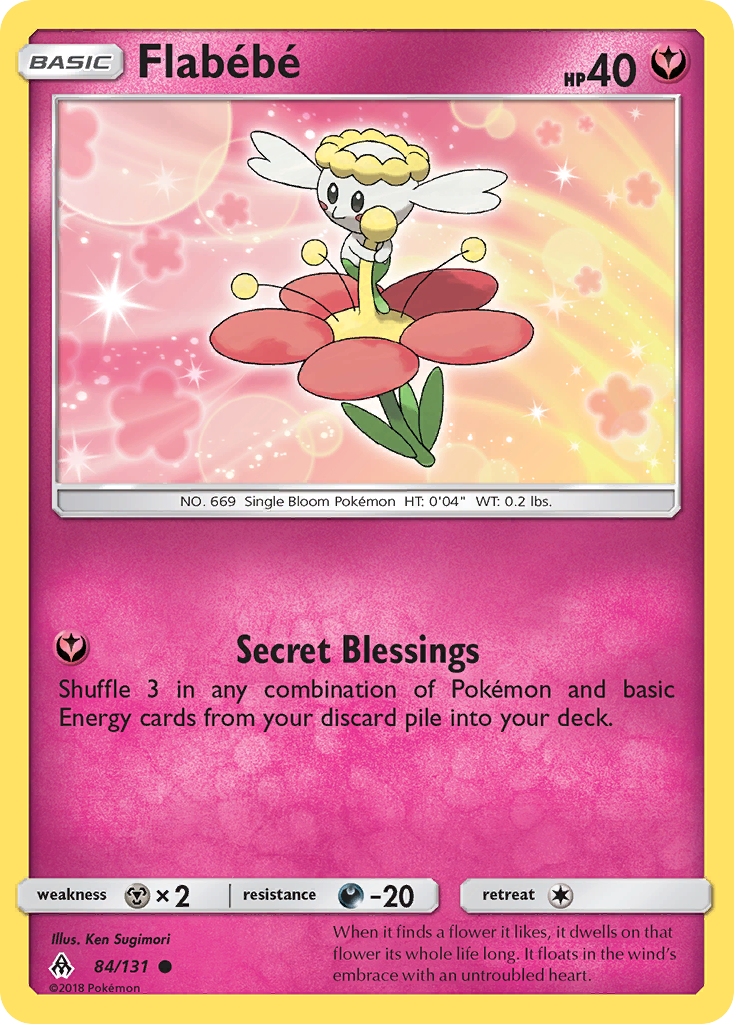 BASIC Flabébé HP40
NO. 669 Single Bloom Pokémon HT: 0'04" WT: 0.2 lbs.
Secret Blessings
Shuffle 3 in any combination of Pokémon and basic
Energy cards from your discard pile into your deck.
weakness ×2 resistance -20 retreat
Illus. Ken Sugimori
84/131
©2018 Pokémon
When it finds a flower it likes, it dwells on that
flower its whole life long. It floats in the wind's
embrace with an untroubled heart.